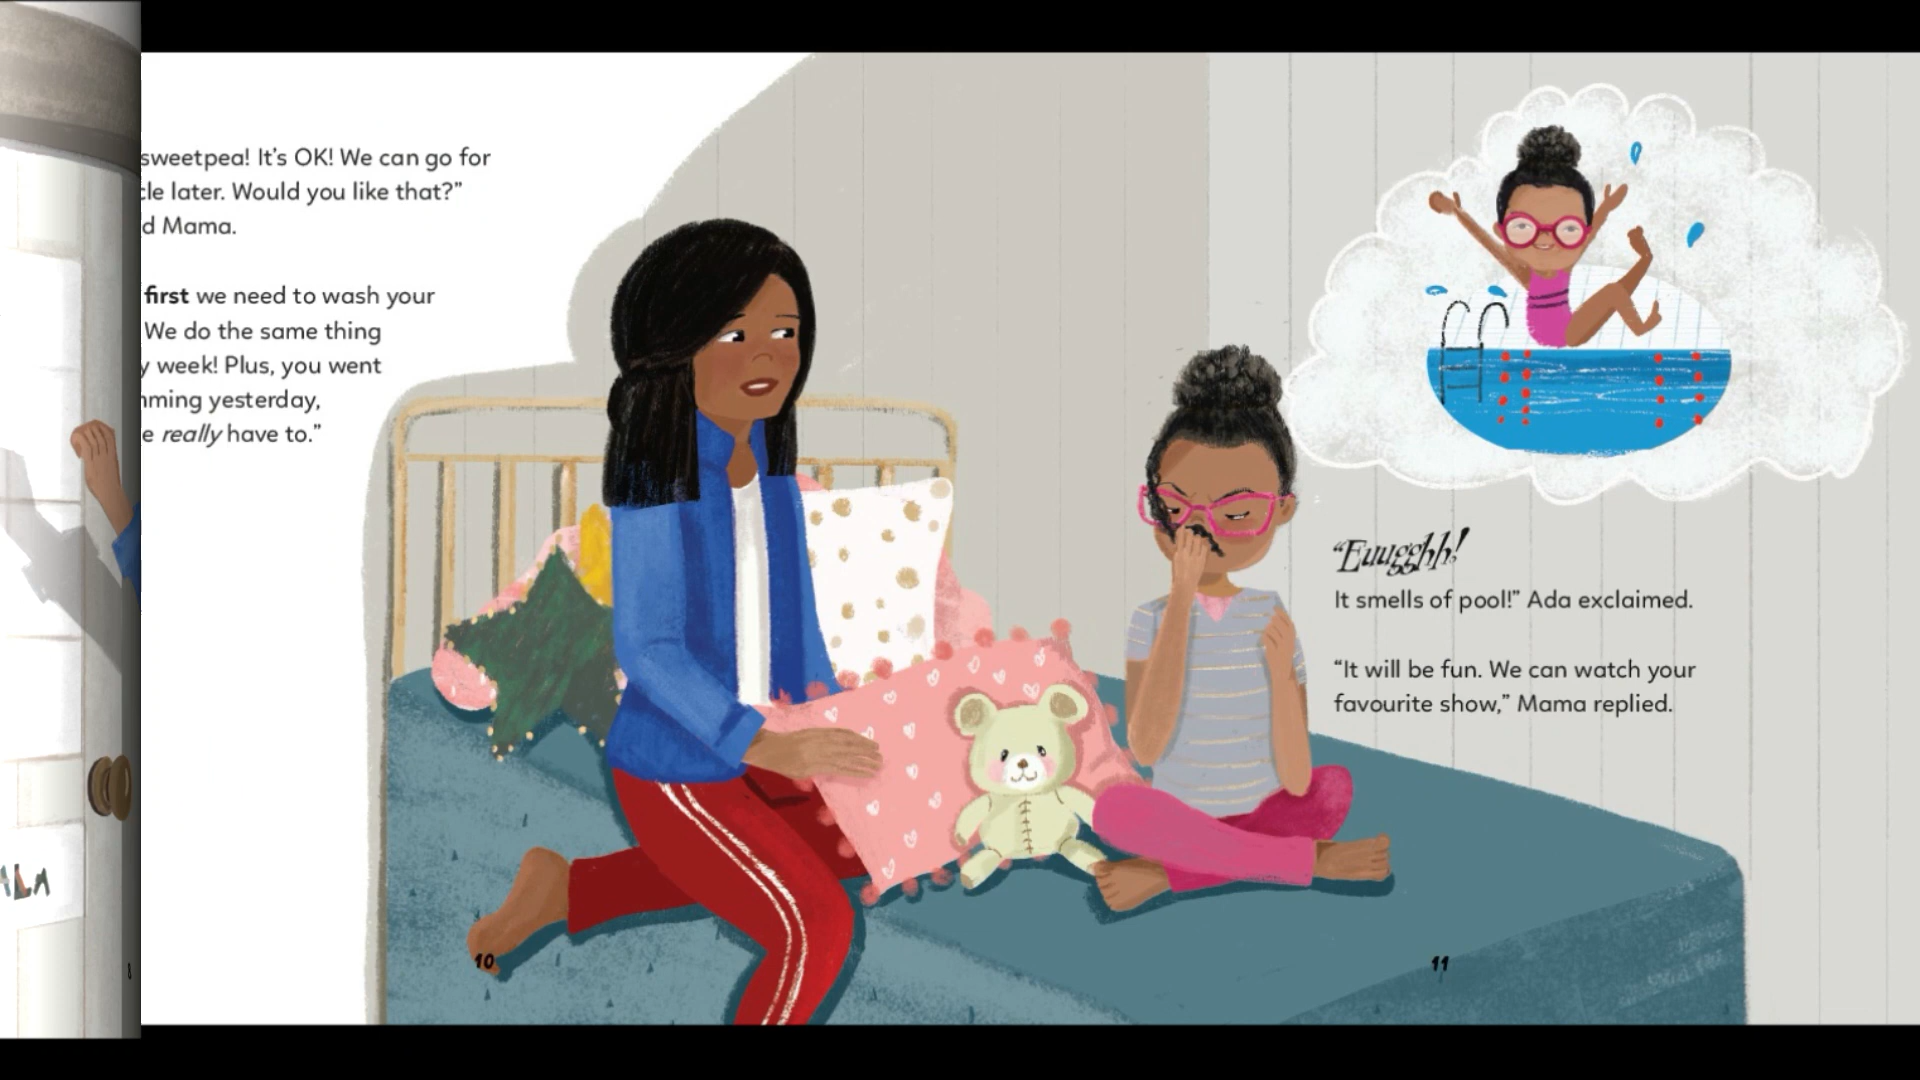 sweetpea! It's OK! We can go for
later. Would you like that?"
Mama.
first we need to wash your
We do the same thing
week! Plus, you went
yesterday,
really have to."
"Euugghh!
It smells of pool!" Ada exclaimed.
"It will be fun. We can watch your
favourite show," Mama replied.
10
11